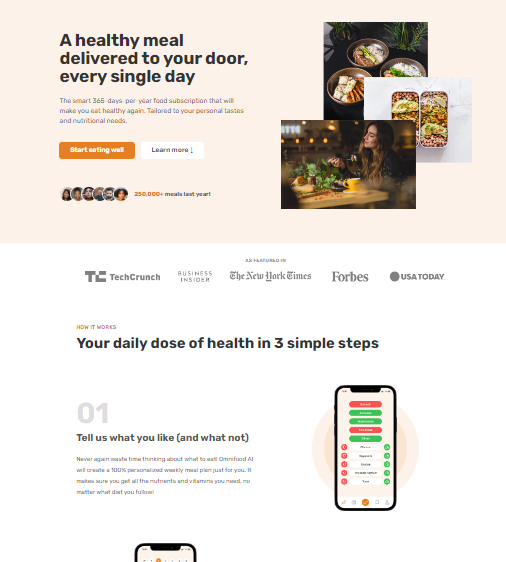 A healthy meal
delivered to your door,
every single day
The smart 365-days-per-year food subscription that will
make you eat healthy again. Tailored to your personal tastes
and nutritional needs.
Start eating well
Learn more ↓
250,000+ meals last year!
AS FEATURED IN
TechCrunch
BUSINESS
INSIDER
The New York Times
Forbes
USA TODAY
HOW IT WORKS
Your daily dose of health in 3 simple steps
01
Tell us what you like (and what not)
Never again waste time thinking about what to eat! Omnifood AI
will create a 100% personalized weekly meal plan just for you. It
makes sure you get all the nutrients and vitamins you need, no
matter what diet you follow!